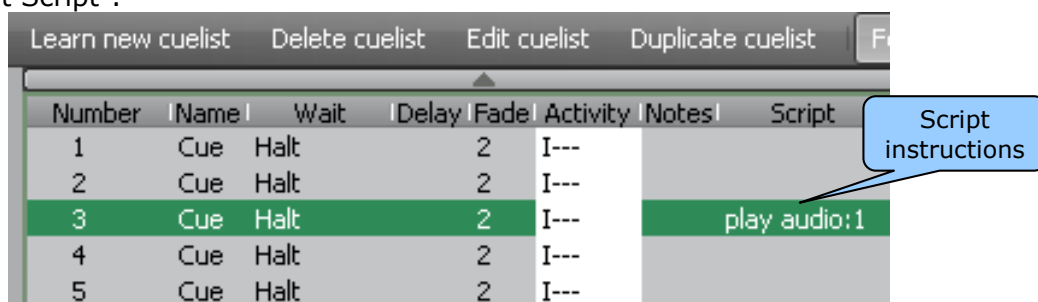 t Script".
Learn new cuelist Delete cuelist Edit cuelist Duplicate cuelist
Number Name Wait Delay Fade Activity Notes Script
Script
instructions
1 Cue Halt 2 I---
2 Cue Halt 2 I---
3 Cue Halt 2 I--- play audio:1
4 Cue Halt 2 I---
5 Cue Halt 2 I---